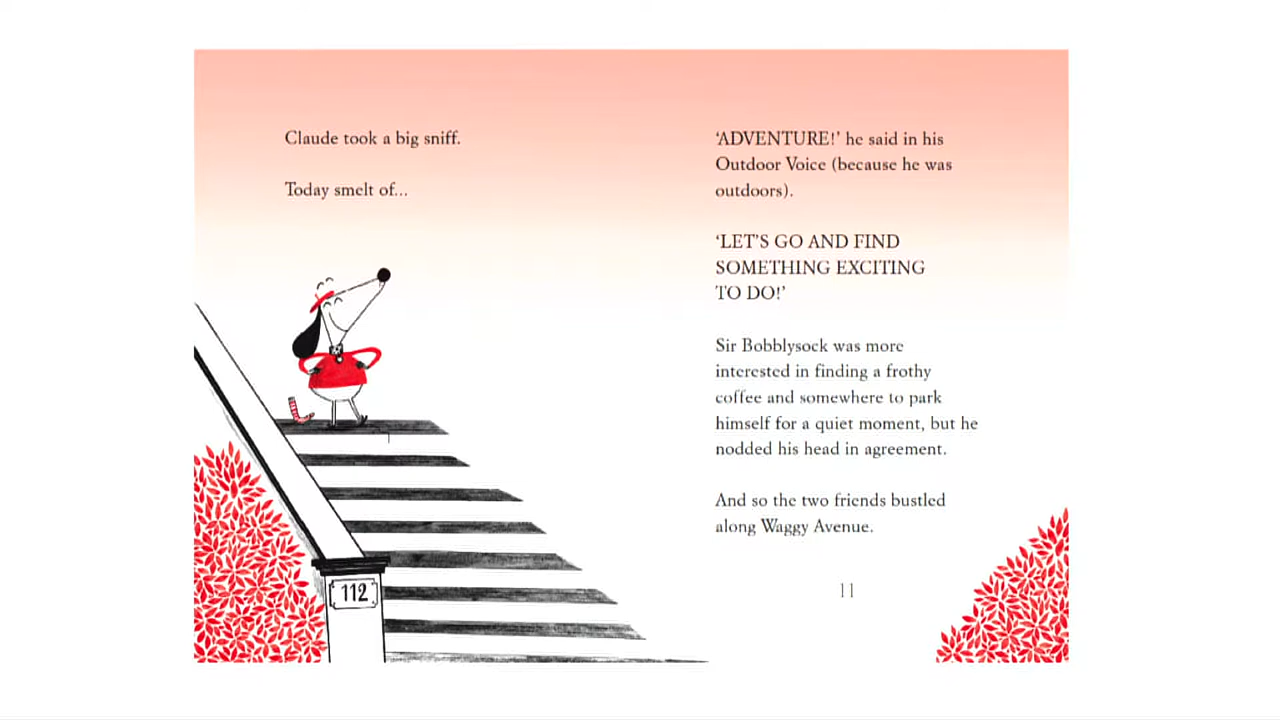 Claude took a big sniff.
Today smelt of...
112
‘ADVENTURE!’ he said in his
Outdoor Voice (because he was
outdoors).
‘LET’S GO AND FIND
SOMETHING EXCITING
TO DO!’
Sir Bobblysock was more
interested in finding a frothy
coffee and somewhere to park
himself for a quiet moment, but he
nodded his head in agreement.
And so the two friends bustled
along Waggy Avenue.
11